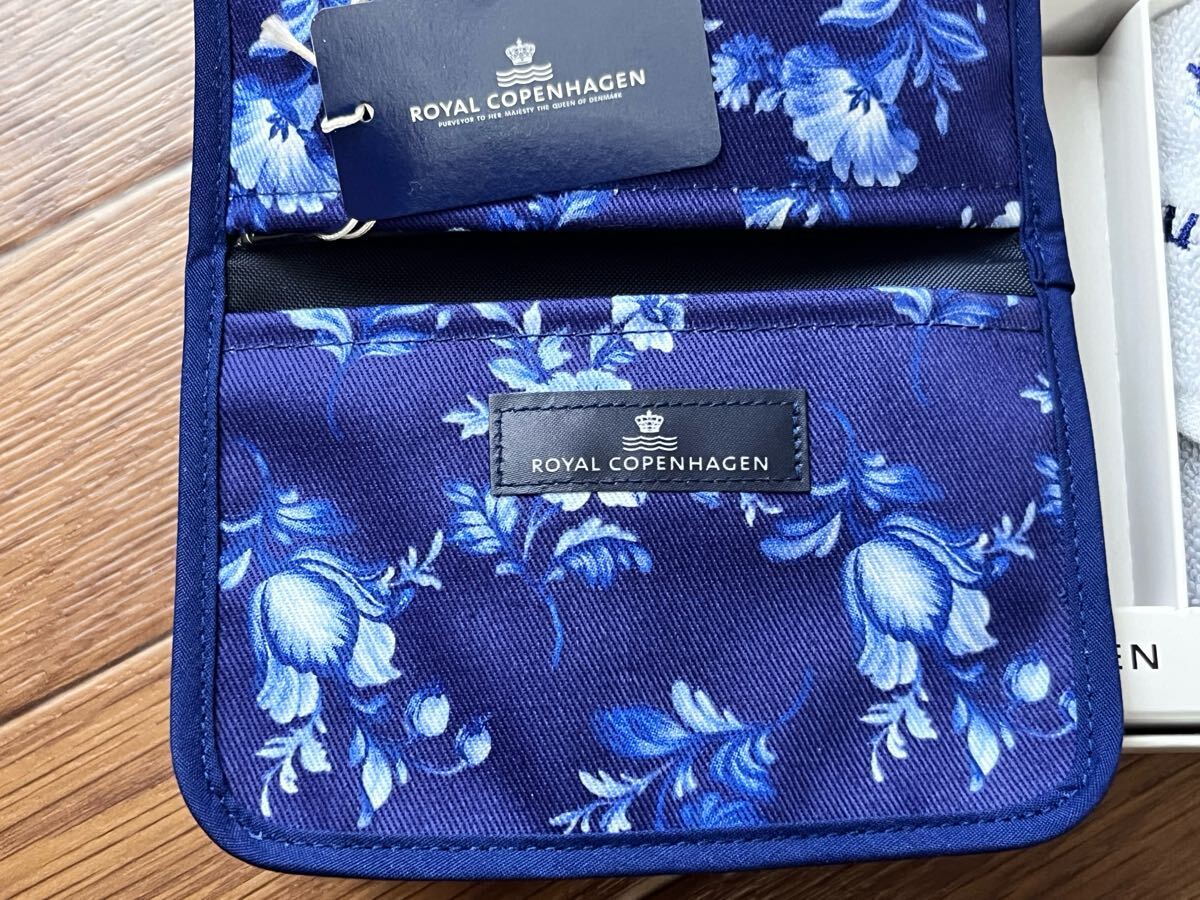 ROYAL COPENHAGEN
PURVEYOR TO HER MAJESTY THE QUEEN OF DENMARK
ROYAL COPENHAGEN
EN